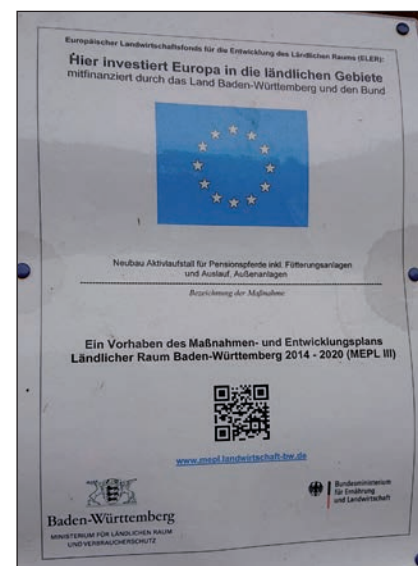 Europäischer Landwirtschaftsfonds für die Entwicklung des Ländlichen Raums (ELER):
Hier investiert Europa in die ländlichen Gebiete
mitfinanziert durch das Land Baden-Württemberg und den Bund
Neubau Aktivlaufstall für Pensionspferde inkl. Fütterungsanlagen
und Auslauf, Außenanlagen
Bezeichnung der Maßnahme
Ein Vorhaben des Maßnahmen- und Entwicklungsplans
Ländlicher Raum Baden-Württemberg 2014 - 2020 (MEPL III)
www.mepl.landwirtschaft-bw.de
Baden-Württemberg
MINISTERIUM FÜR LÄNDLICHEN RAUM
UND VERBRAUCHERSCHUTZ
Bundesministerium
für Ernährung
und Landwirtschaft